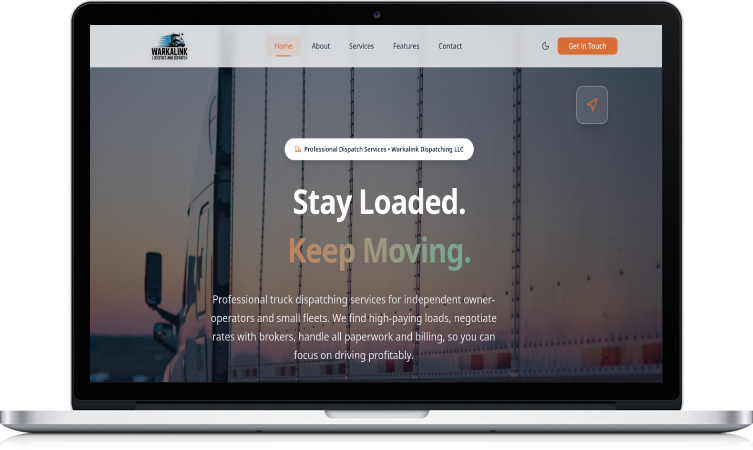 WARKALINK
LOGISTICS AND DISPATCH
Home
About
Services
Features
Contact
Get in Touch
Professional Dispatch Services • Warkalink Dispatching LLC
Stay Loaded.
Keep Moving.
Professional truck dispatching services for independent owner-
operators and small fleets. We find high-paying loads, negotiate
rates with brokers, handle all paperwork and billing, so you can
focus on driving profitably.